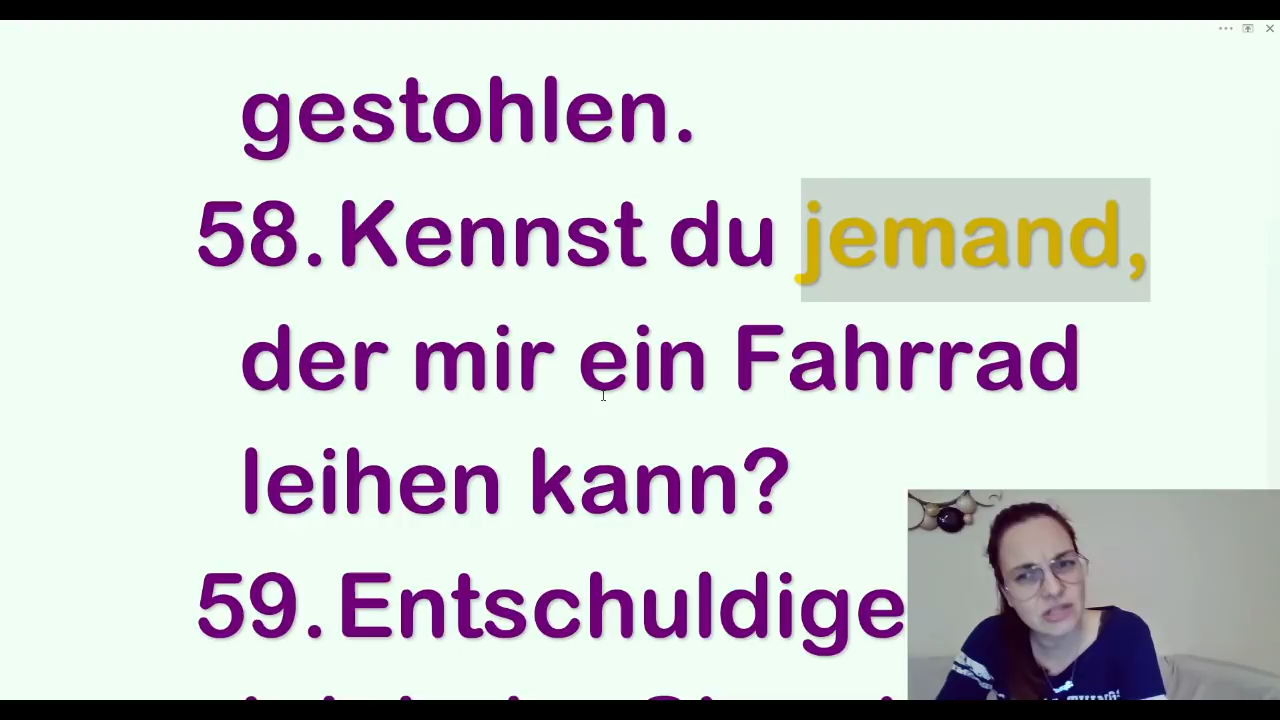 gestohlen.
58. Kennst du jemand,
der mir ein Fahrrad
leihen kann?
59. Entschuldige